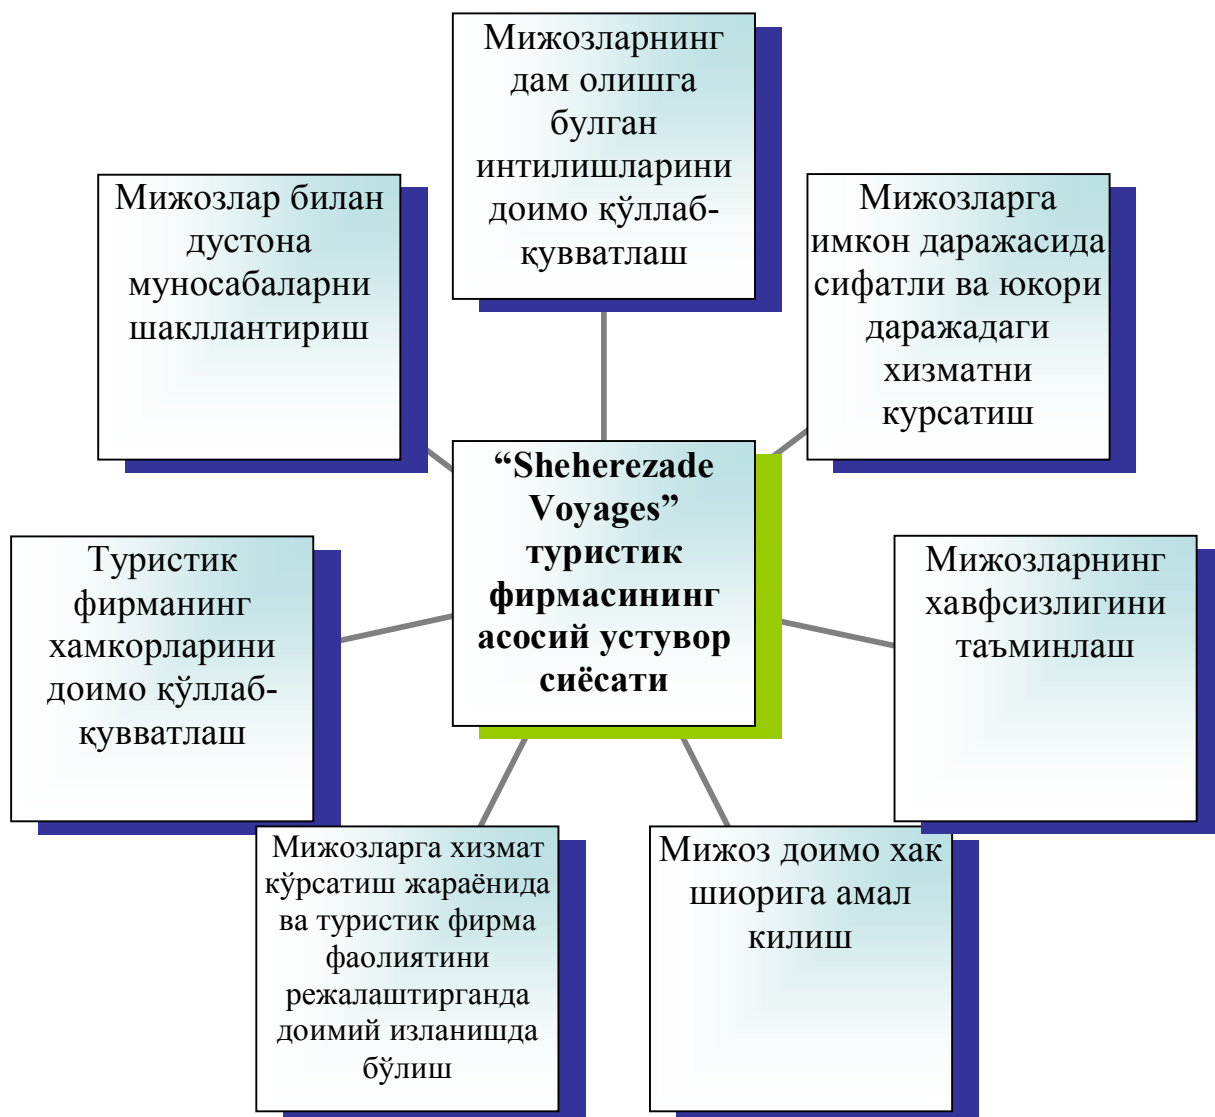 Мижозларнинг
дам олишга
булган
интилишларини
доимо қўллаб-
қувватлаш
Мижозлар билан
дустона
муносабаларни
шакллантириш
Мижозларга
имкон даражасида
сифатли ва юкори
даражадаги
хизматни
курсатиш
“Sheherezade
Voyages”
туристик
фирмасининг
асосий устувор
сиёсати
Туристик
фирманинг
хамкорларини
доимо қўллаб-
қувватлаш
Мижозларнинг
хавфсизлигини
таъминлаш
Мижозларга хизмат
кўрсатиш жараёнида
ва туристик фирма
фаолиятини
режалаштирганда
доимий изланишда
бўлиш
Мижоз доимо хак
шиорига амал
килиш